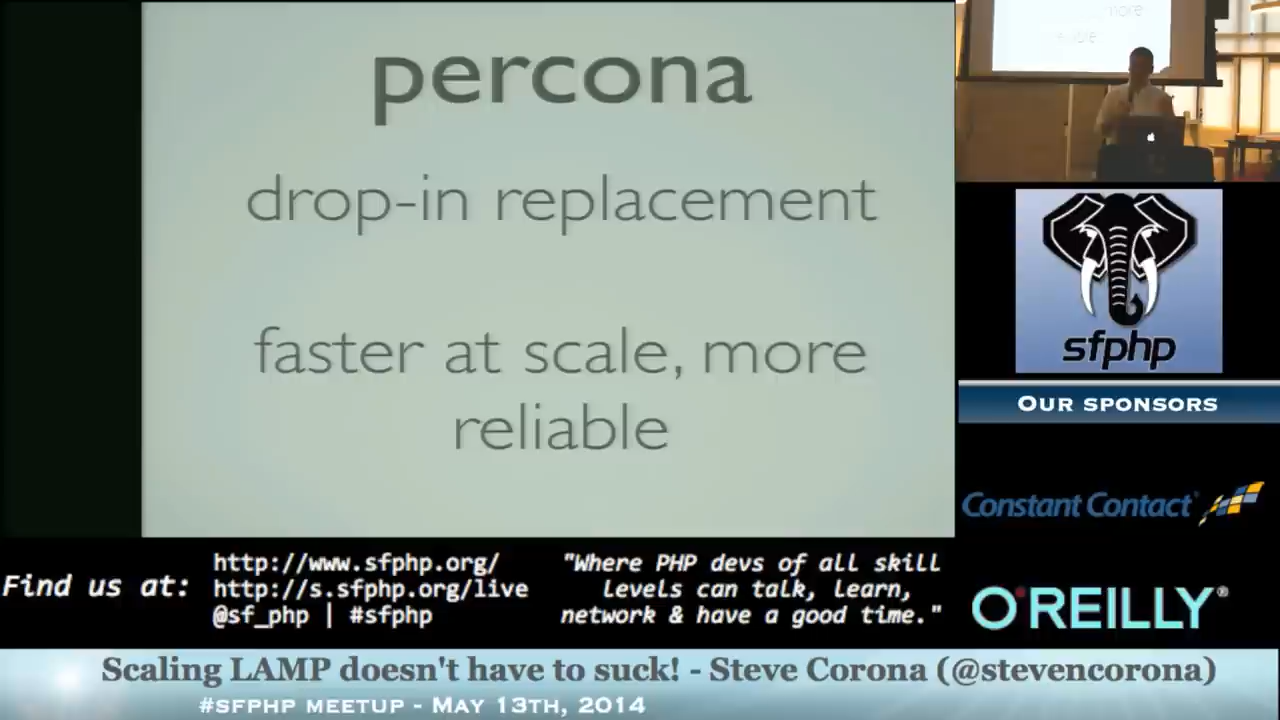 percona
drop-in replacement
faster at scale, more
reliable
more
sfphp
Our sponsors
Constant Contact®
O'REILLY®
Find us at:
http://www.sfphp.org/
http://s.sfphp.org/live
@sf_php | #sfphp
"Where PHP devs of all skill
Levels can talk, learn,
network & have a good time."
Scaling LAMP doesn't have to suck! - Steve Corona (@stevencorona)
#sfphp meetup - May 13th, 2014